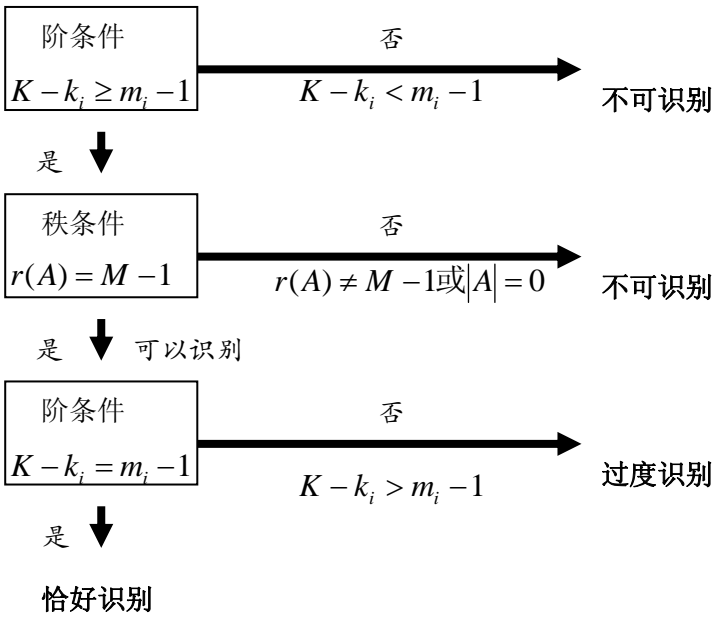 阶条件
否
K − k_i ≥ m_i − 1
K − k_i < m_i − 1
不可识别
是
秩条件
否
r(A) = M − 1
r(A) ≠ M − 1或|A| = 0
不可识别
是
可以识别
阶条件
否
K − k_i = m_i − 1
K − k_i > m_i − 1
过度识别
是
恰好识别